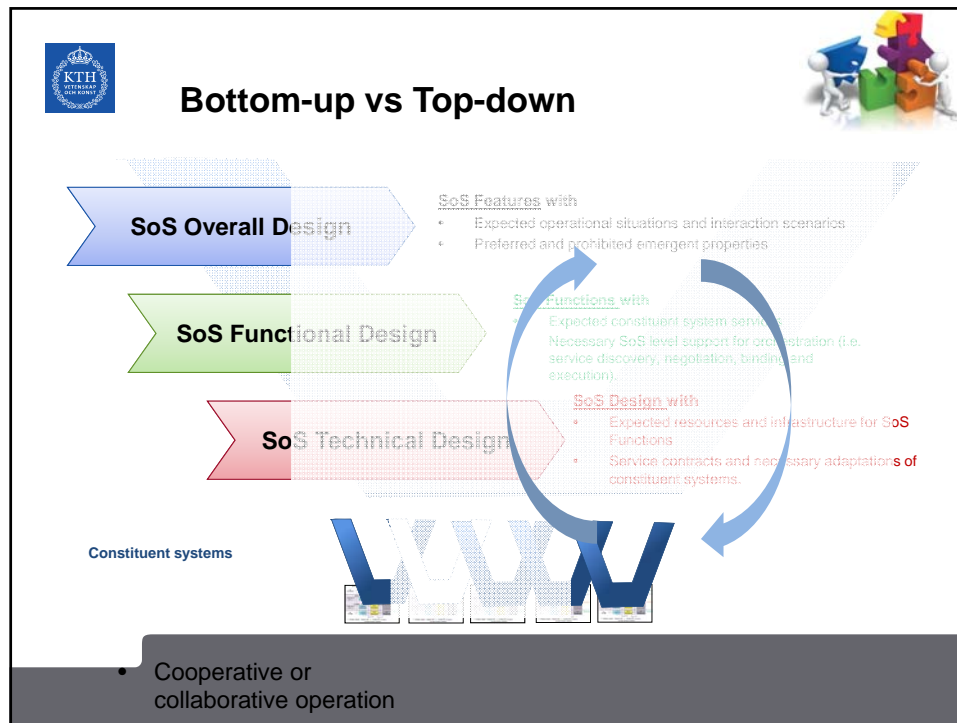 KTH
VETENSKAP
OCH KONST
Bottom-up vs Top-down
SoS Overall Design
SoS Features with
• Expected operational situations and interaction scenarios
• Preferred and prohibited emergent properties
SoS Functional Design
SoS Functions with
• Expected constituent system services
Necessary SoS level support for orchestration (i.e.
service discovery, negotiation, binding and
execution).
SoS Technical Design
SoS Design with
• Expected resources and infrastructure for SoS
Functions
• Service contracts and necessary adaptations of
constituent systems.
Constituent systems
• Cooperative or
collaborative operation